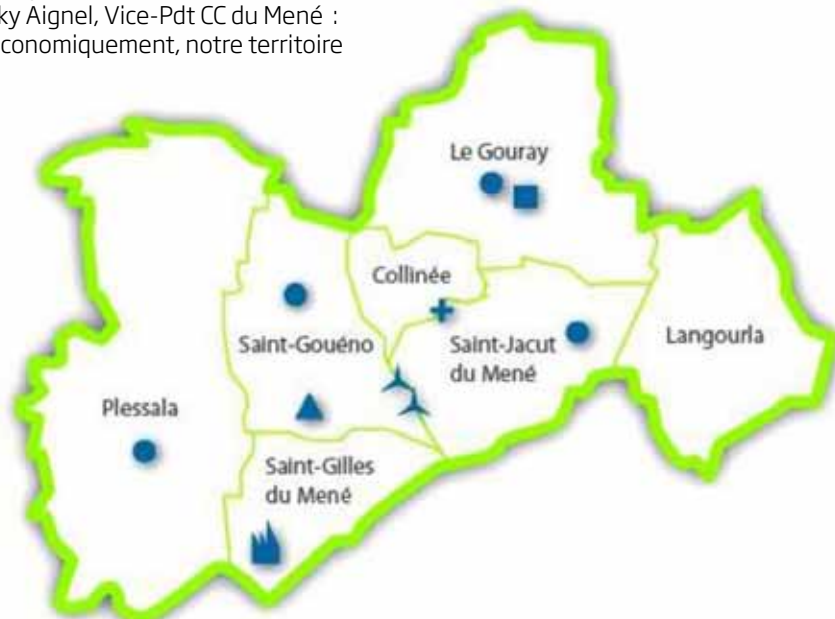 ky Aignel, Vice-Pdt CC du Mené :
conomiquement, notre territoire
Le Gouray
Collinée
Saint-Gouéno
Saint-Jacut
du Mené
Langourla
Plessala
Saint-Gilles
du Mené